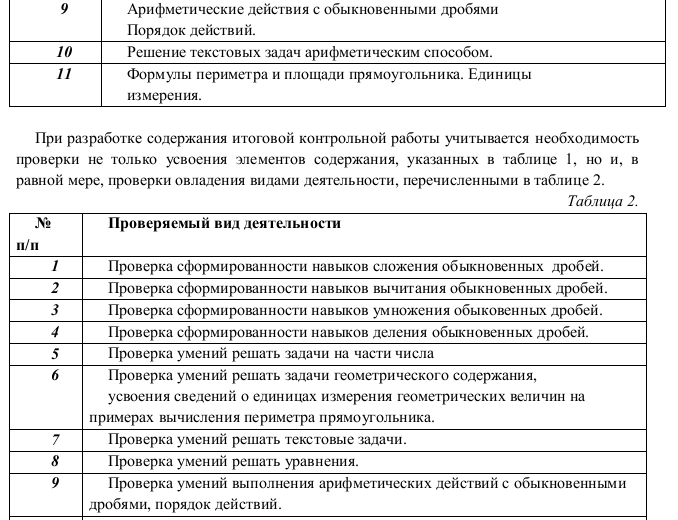 9 Арифметические действия с обыкновенными дробями
Порядок действий.
10 Решение текстовых задач арифметическим способом.
11 Формулы периметра и площади прямоугольника. Единицы
измерения.
При разработке содержания итоговой контрольной работы учитывается необходимость
проверки не только усвоения элементов содержания, указанных в таблице 1, но и, в
равной мере, проверки овладения видами деятельности, перечисленными в таблице 2.
Таблица 2.
№ Проверяемый вид деятельности
п/п
1 Проверка сформированности навыков сложения обыкновенных дробей.
2 Проверка сформированности навыков вычитания обыкновенных дробей.
3 Проверка сформированности навыков умножения обыковенных дробей.
4 Проверка сформированности навыков деления обыкновенных дробей.
5 Проверка умений решать задачи на части числа
6 Проверка умений решать задачи геометрического содержания,
усвоения сведений о единицах измерения геометрических величин на
примерах вычисления периметра прямоугольника.
7 Проверка умений решать текстовые задачи.
8 Проверка умений решать уравнения.
9 Проверка умений выполнения арифметических действий с обыкновенными
дробями, порядок действий.